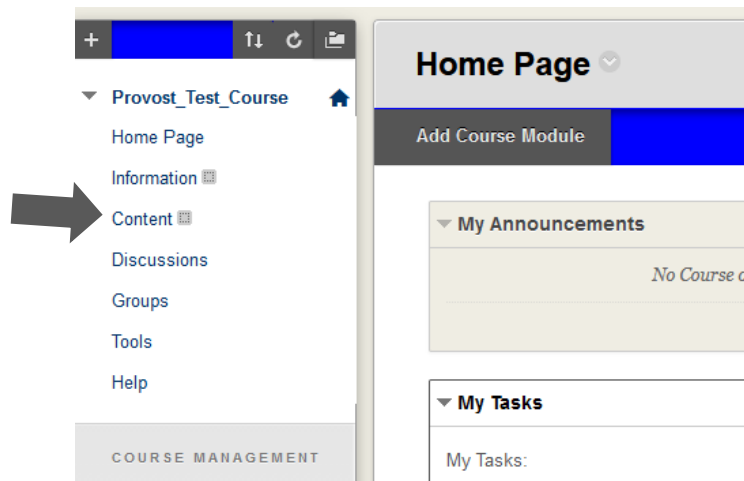 Provost_Test_Course
Home Page
Information
Content
Discussions
Groups
Tools
Help
COURSE MANAGEMENT
Home Page
Add Course Module
My Announcements
No Course
My Tasks
My Tasks: